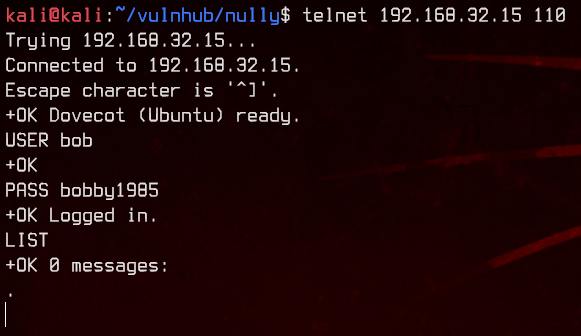 kali@kali:~/vulnhub/nully$ telnet 192.168.32.15 110
Trying 192.168.32.15...
Connected to 192.168.32.15.
Escape character is '^]'.
+OK Dovecot (Ubuntu) ready.
USER bob
+OK
PASS bobby1985
+OK Logged in.
LIST
+OK 0 messages:
.